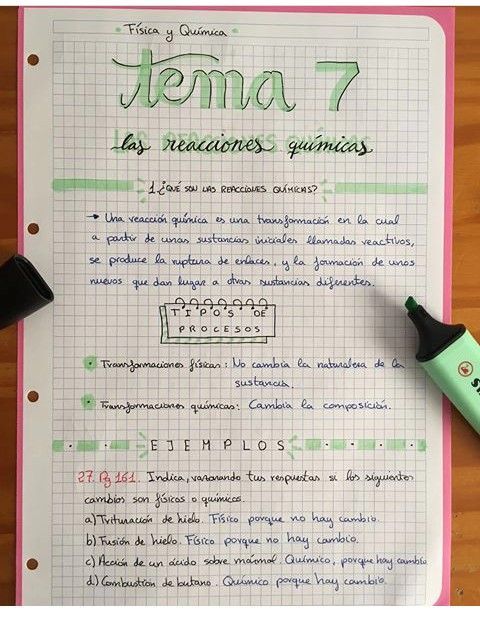 Física y Química
tema 7
las reacciones químicas
1. ¿QUÉ SON LAS REACCIONES QUÍMICAS?
→ Una reacción química es una transformación en la cual
a partir de unas sustancias iniciales llamadas reactivos,
se produce la ruptura de enlaces, y la formación de unos
nuevos que dan lugar a otras sustancias diferentes.
TIPOS DE
PROCESOS
Transformaciones físicas: No cambia la naturaleza de la
sustancia.
Transformaciones químicas: Cambia la composición.
EJEMPLOS
27. Pg 161. Indica, razonando tus respuestas si los siguientes
cambios son físicos o químicos.
a) Trituración de hielo. Físico porque no hay cambio.
b) Fusión de hielo. Físico porque no hay cambio.
c) Acción de un ácido sobre mármol. Químico, porque hay cambio
d) Combustión de butano. Químico porque hay cambio.